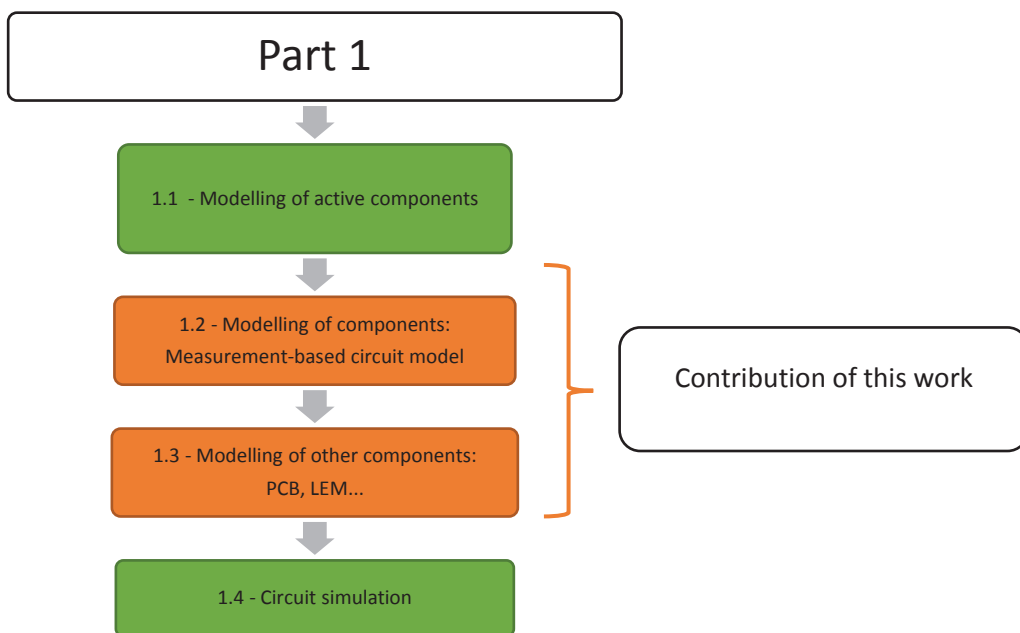 Part 1
1.1 - Modelling of active components
1.2 - Modelling of components:
Measurement-based circuit model
1.3 - Modelling of other components:
PCB, LEM...
1.4 - Circuit simulation
Contribution of this work